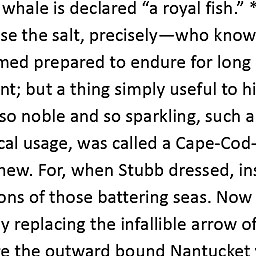 whale is declared “a royal fish.” *
se the salt, precisely—who know
med prepared to endure for long
nt; but a thing simply useful to hi
so noble and so sparkling, such a
cal usage, was called a Cape-Cod-
new. For, when Stubb dressed, ins
ons of those battering seas. Now
y replacing the infallible arrow of
re the outward bound Nantucket